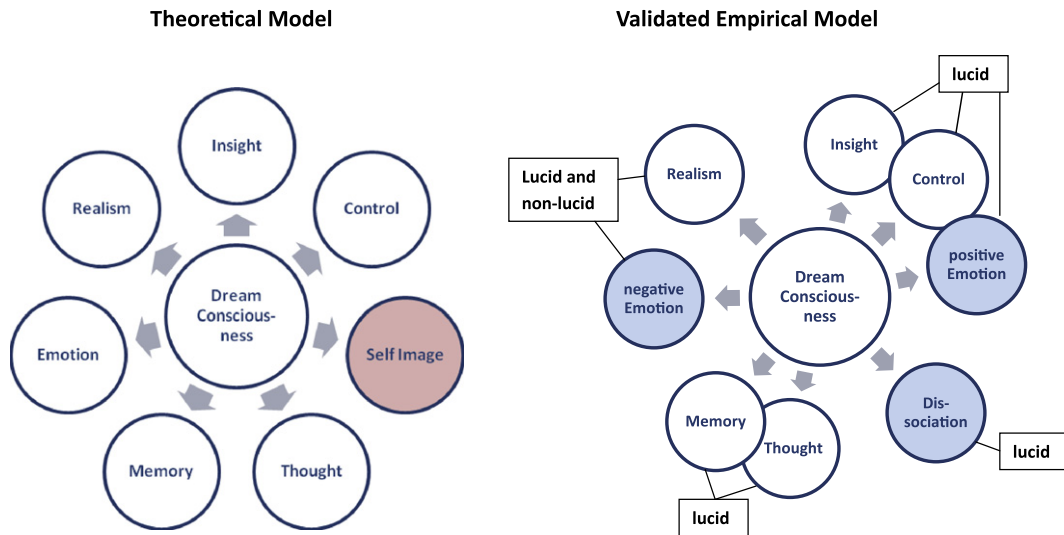 Theoretical Model
Insight
Realism
Control
Dream
Conscious-
ness
Emotion
Self Image
Memory
Thought
Validated Empirical Model
lucid
Insight
Lucid and
non-lucid
Realism
Control
positive
Emotion
negative
Emotion
Dream
Conscious-
ness
Memory
Thought
Dis-
sociation
lucid
lucid